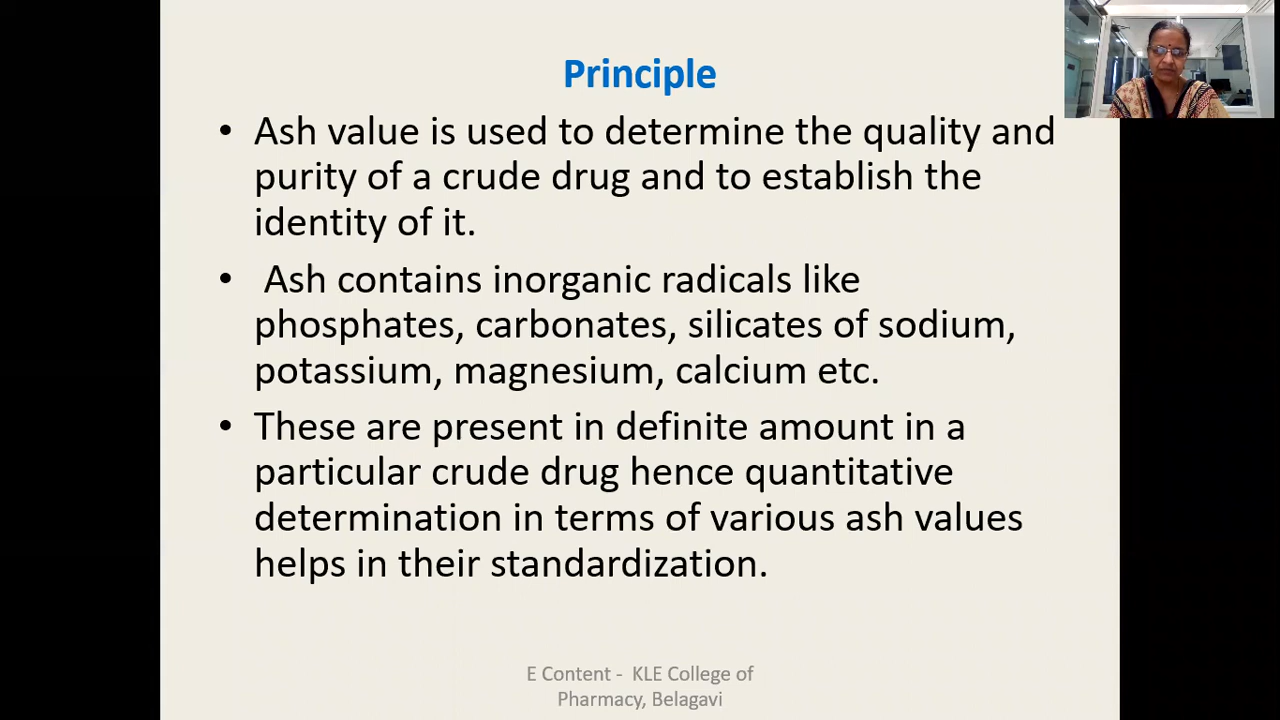 Principle
• Ash value is used to determine the quality and
purity of a crude drug and to establish the
identity of it.
• Ash contains inorganic radicals like
phosphates, carbonates, silicates of sodium,
potassium, magnesium, calcium etc.
• These are present in definite amount in a
particular crude drug hence quantitative
determination in terms of various ash values
helps in their standardization.
E Content - KLE College of
Pharmacy, Belagavi